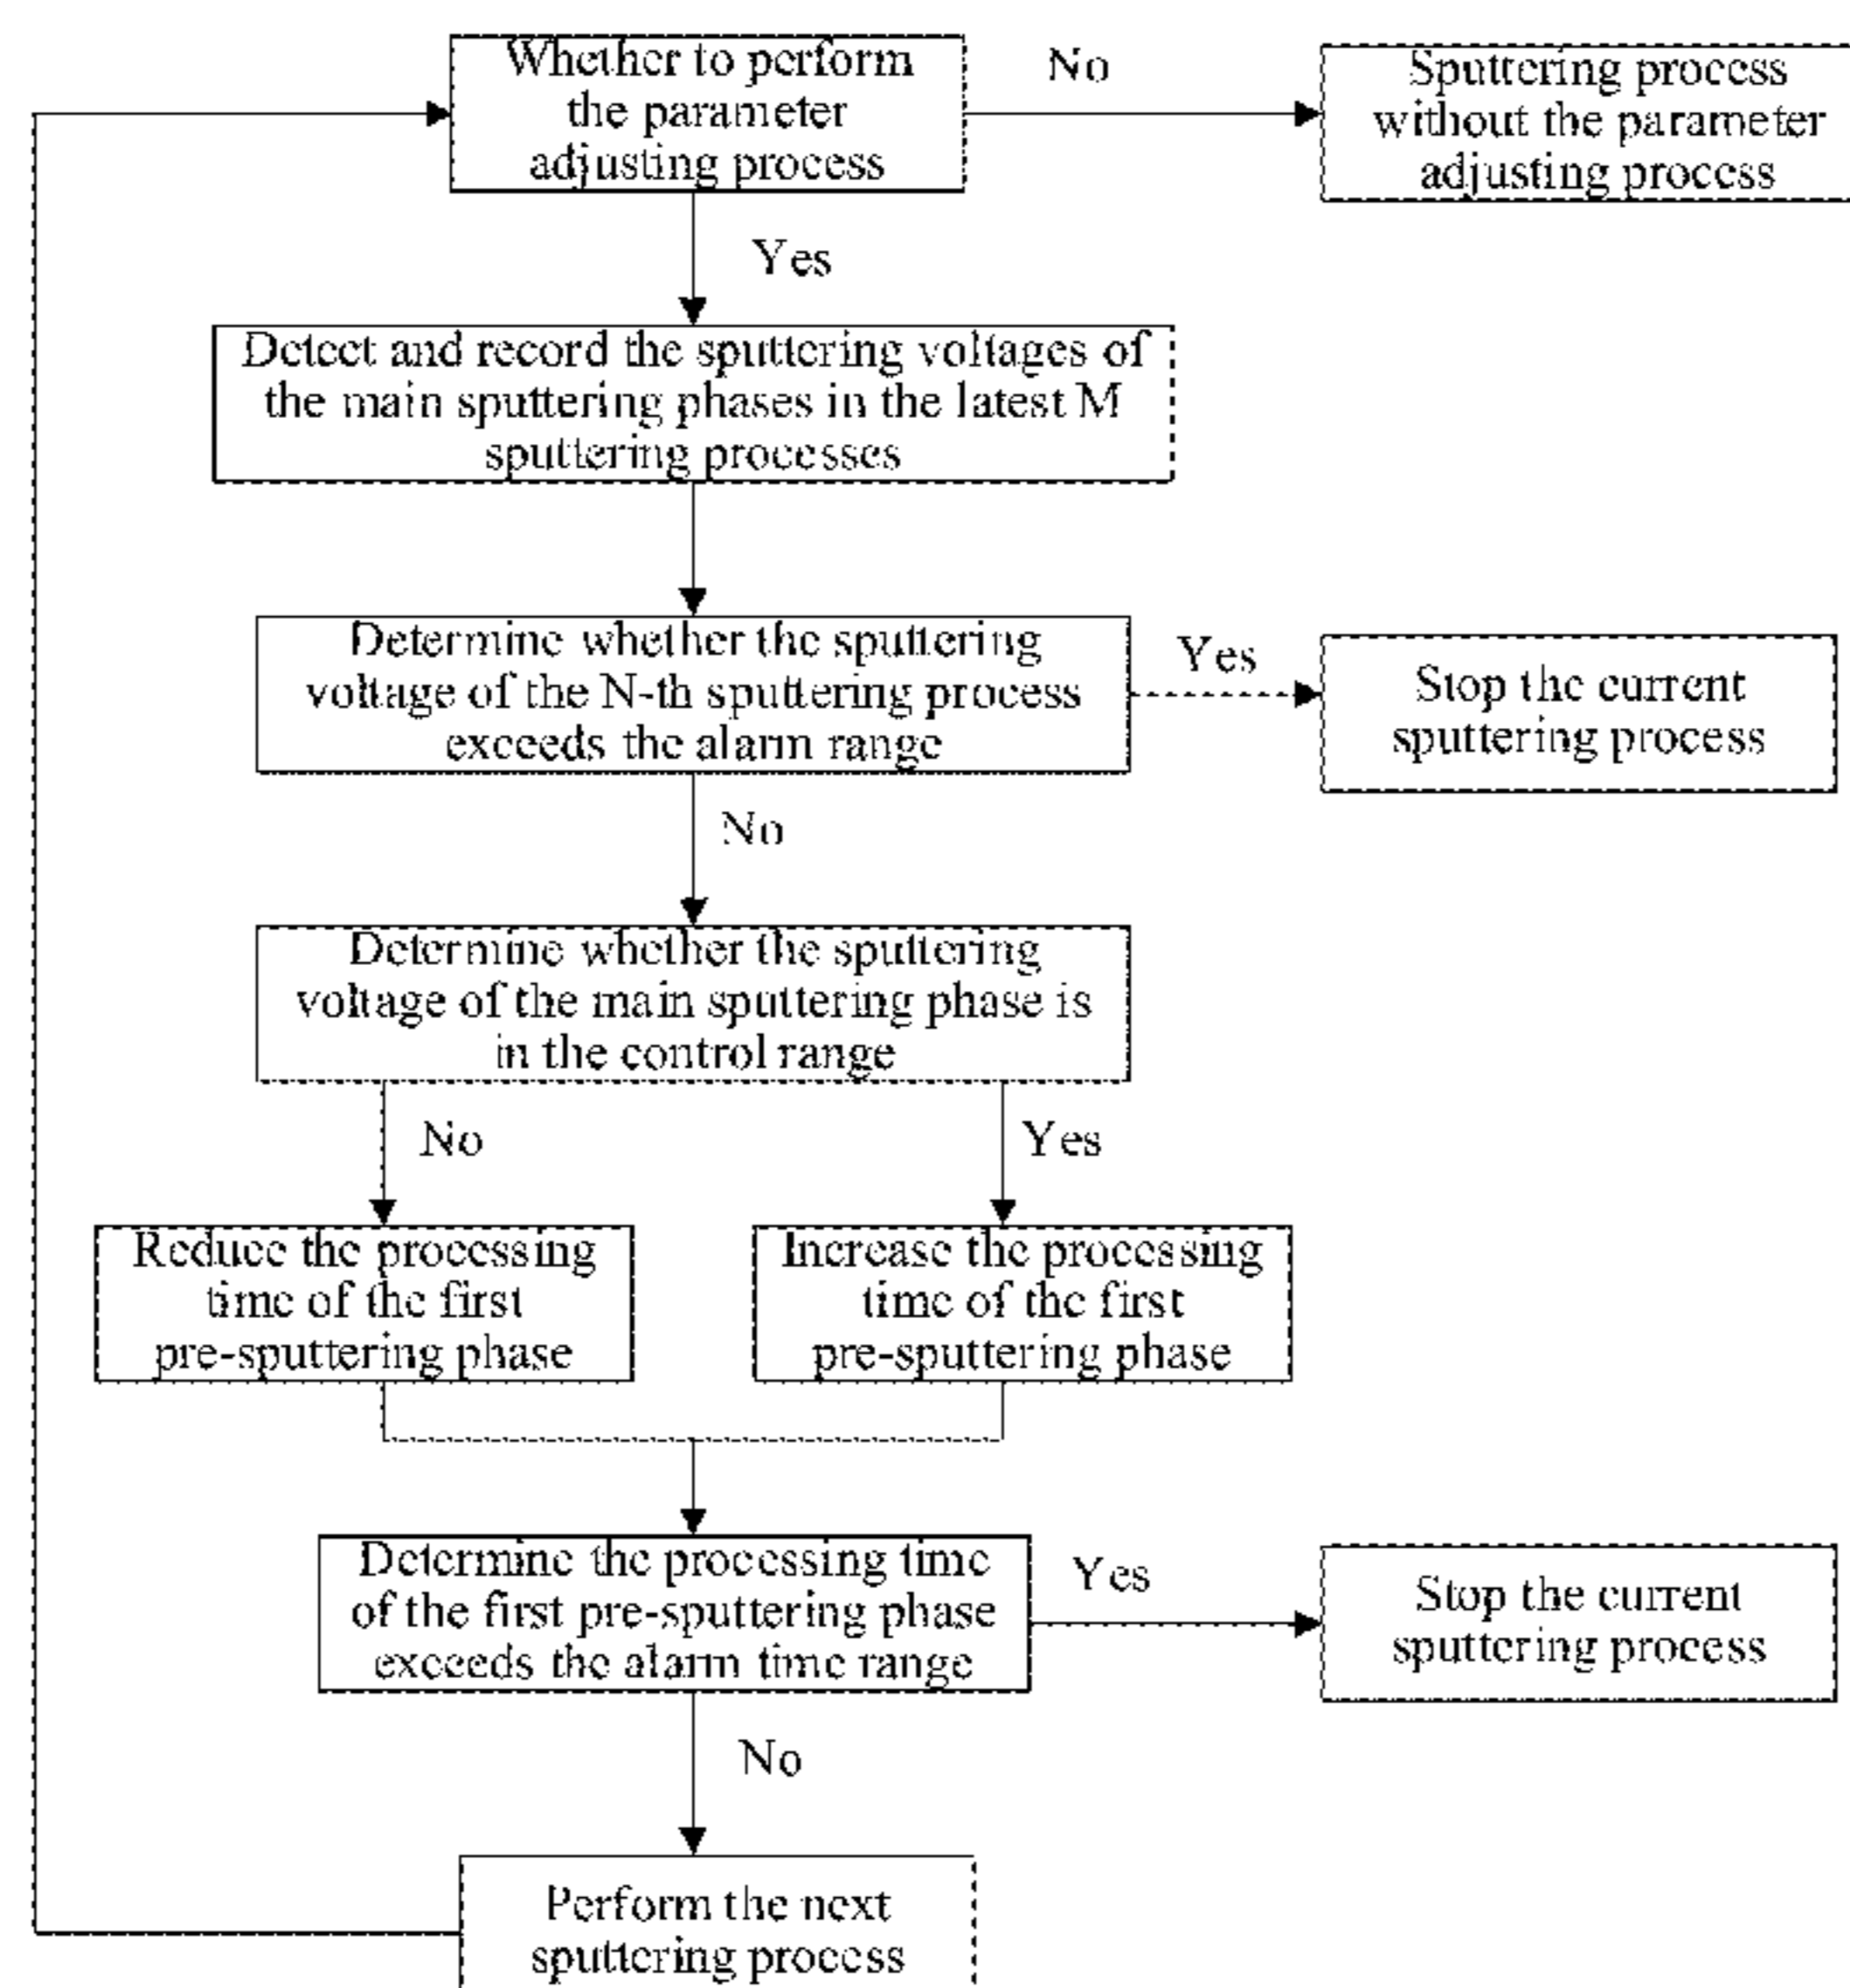 Whether to perform
the parameter
adjusting process
No
Sputtering process
without the parameter
adjusting process
Yes
Detect and record the sputtering voltages of
the main sputtering phases in the latest M
sputtering processes
Determine whether the sputtering
voltage of the N-th sputtering process
exceeds the alarm range
Yes
Stop the current
sputtering process
No
Determine whether the sputtering
voltage of the main sputtering phase is
in the control range
No
Yes
Reduce the processing
time of the first
pre-sputtering phase
Increase the processing
time of the first
pre-sputtering phase
Determine the processing time
of the first pre-sputtering phase
exceeds the alarm time range
Yes
Stop the current
sputtering process
No
Perform the next
sputtering process